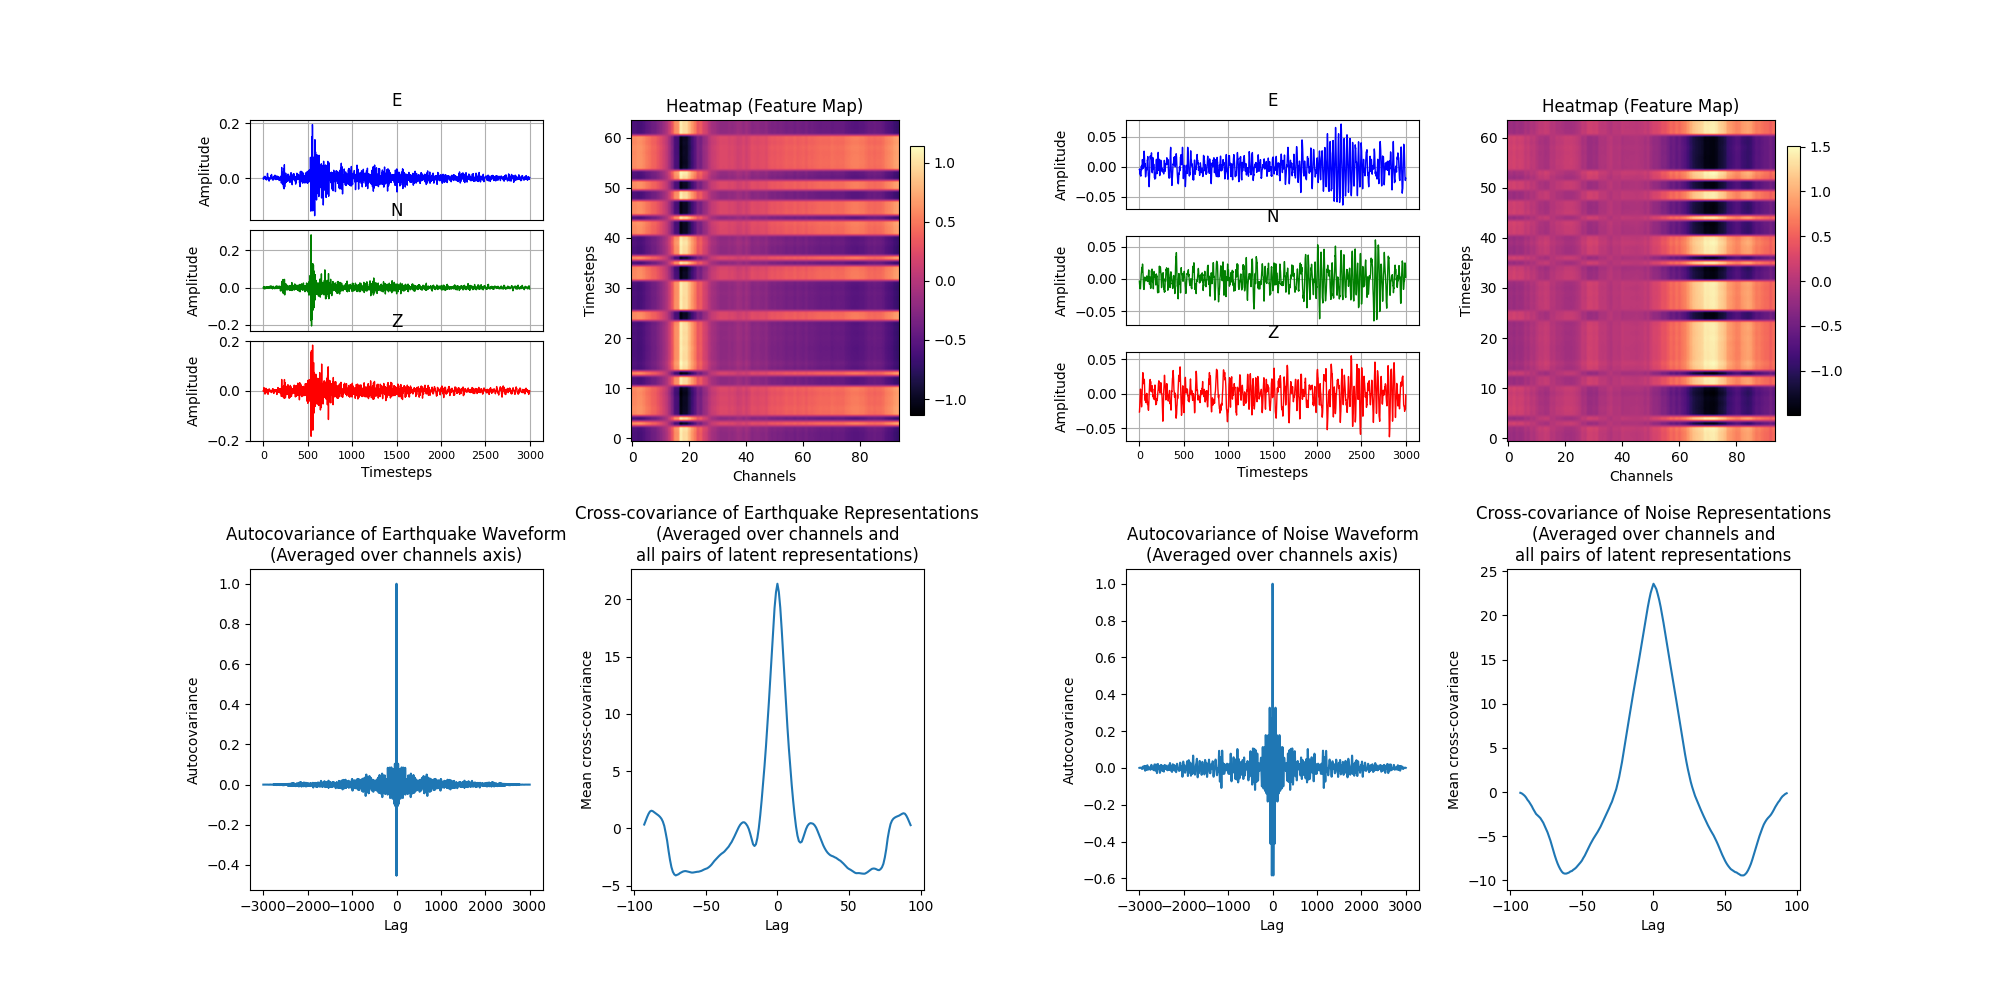 E
0.2
0.0
Amplitude
N
0.2
0.0
−0.2
Amplitude
Z
0.2
0.0
−0.2
Amplitude
0 500 1000 1500 2000 2500 3000
Timesteps
Heatmap (Feature Map)
60
50
40
30
20
10
0
Timesteps
0 20 40 60 80
Channels
1.0
0.5
0.0
−0.5
−1.0
E
0.05
0.00
−0.05
Amplitude
N
0.05
0.00
−0.05
Amplitude
Z
0.05
0.00
−0.05
Amplitude
0 500 1000 1500 2000 2500 3000
Timesteps
Heatmap (Feature Map)
60
50
40
30
20
10
0
Timesteps
0 20 40 60 80
Channels
1.5
1.0
0.5
0.0
−0.5
−1.0
Autocovariance of Earthquake Waveform
(Averaged over channels axis)
1.0
0.8
0.6
0.4
0.2
0.0
−0.2
−0.4
Autocovariance
−3000 −2000 −1000 0 1000 2000 3000
Lag
Cross-covariance of Earthquake Representations
(Averaged over channels and
all pairs of latent representations)
20
15
10
5
0
−5
Mean cross-covariance
−100 −50 0 50 100
Lag
Autocovariance of Noise Waveform
(Averaged over channels axis)
1.0
0.8
0.6
0.4
0.2
0.0
−0.2
−0.4
−0.6
Autocovariance
−3000 −2000 −1000 0 1000 2000 3000
Lag
Cross-covariance of Noise Representations
(Averaged over channels and
all pairs of latent representations
25
20
15
10
5
0
−5
−10
Mean cross-covariance
−100 −50 0 50 100
Lag